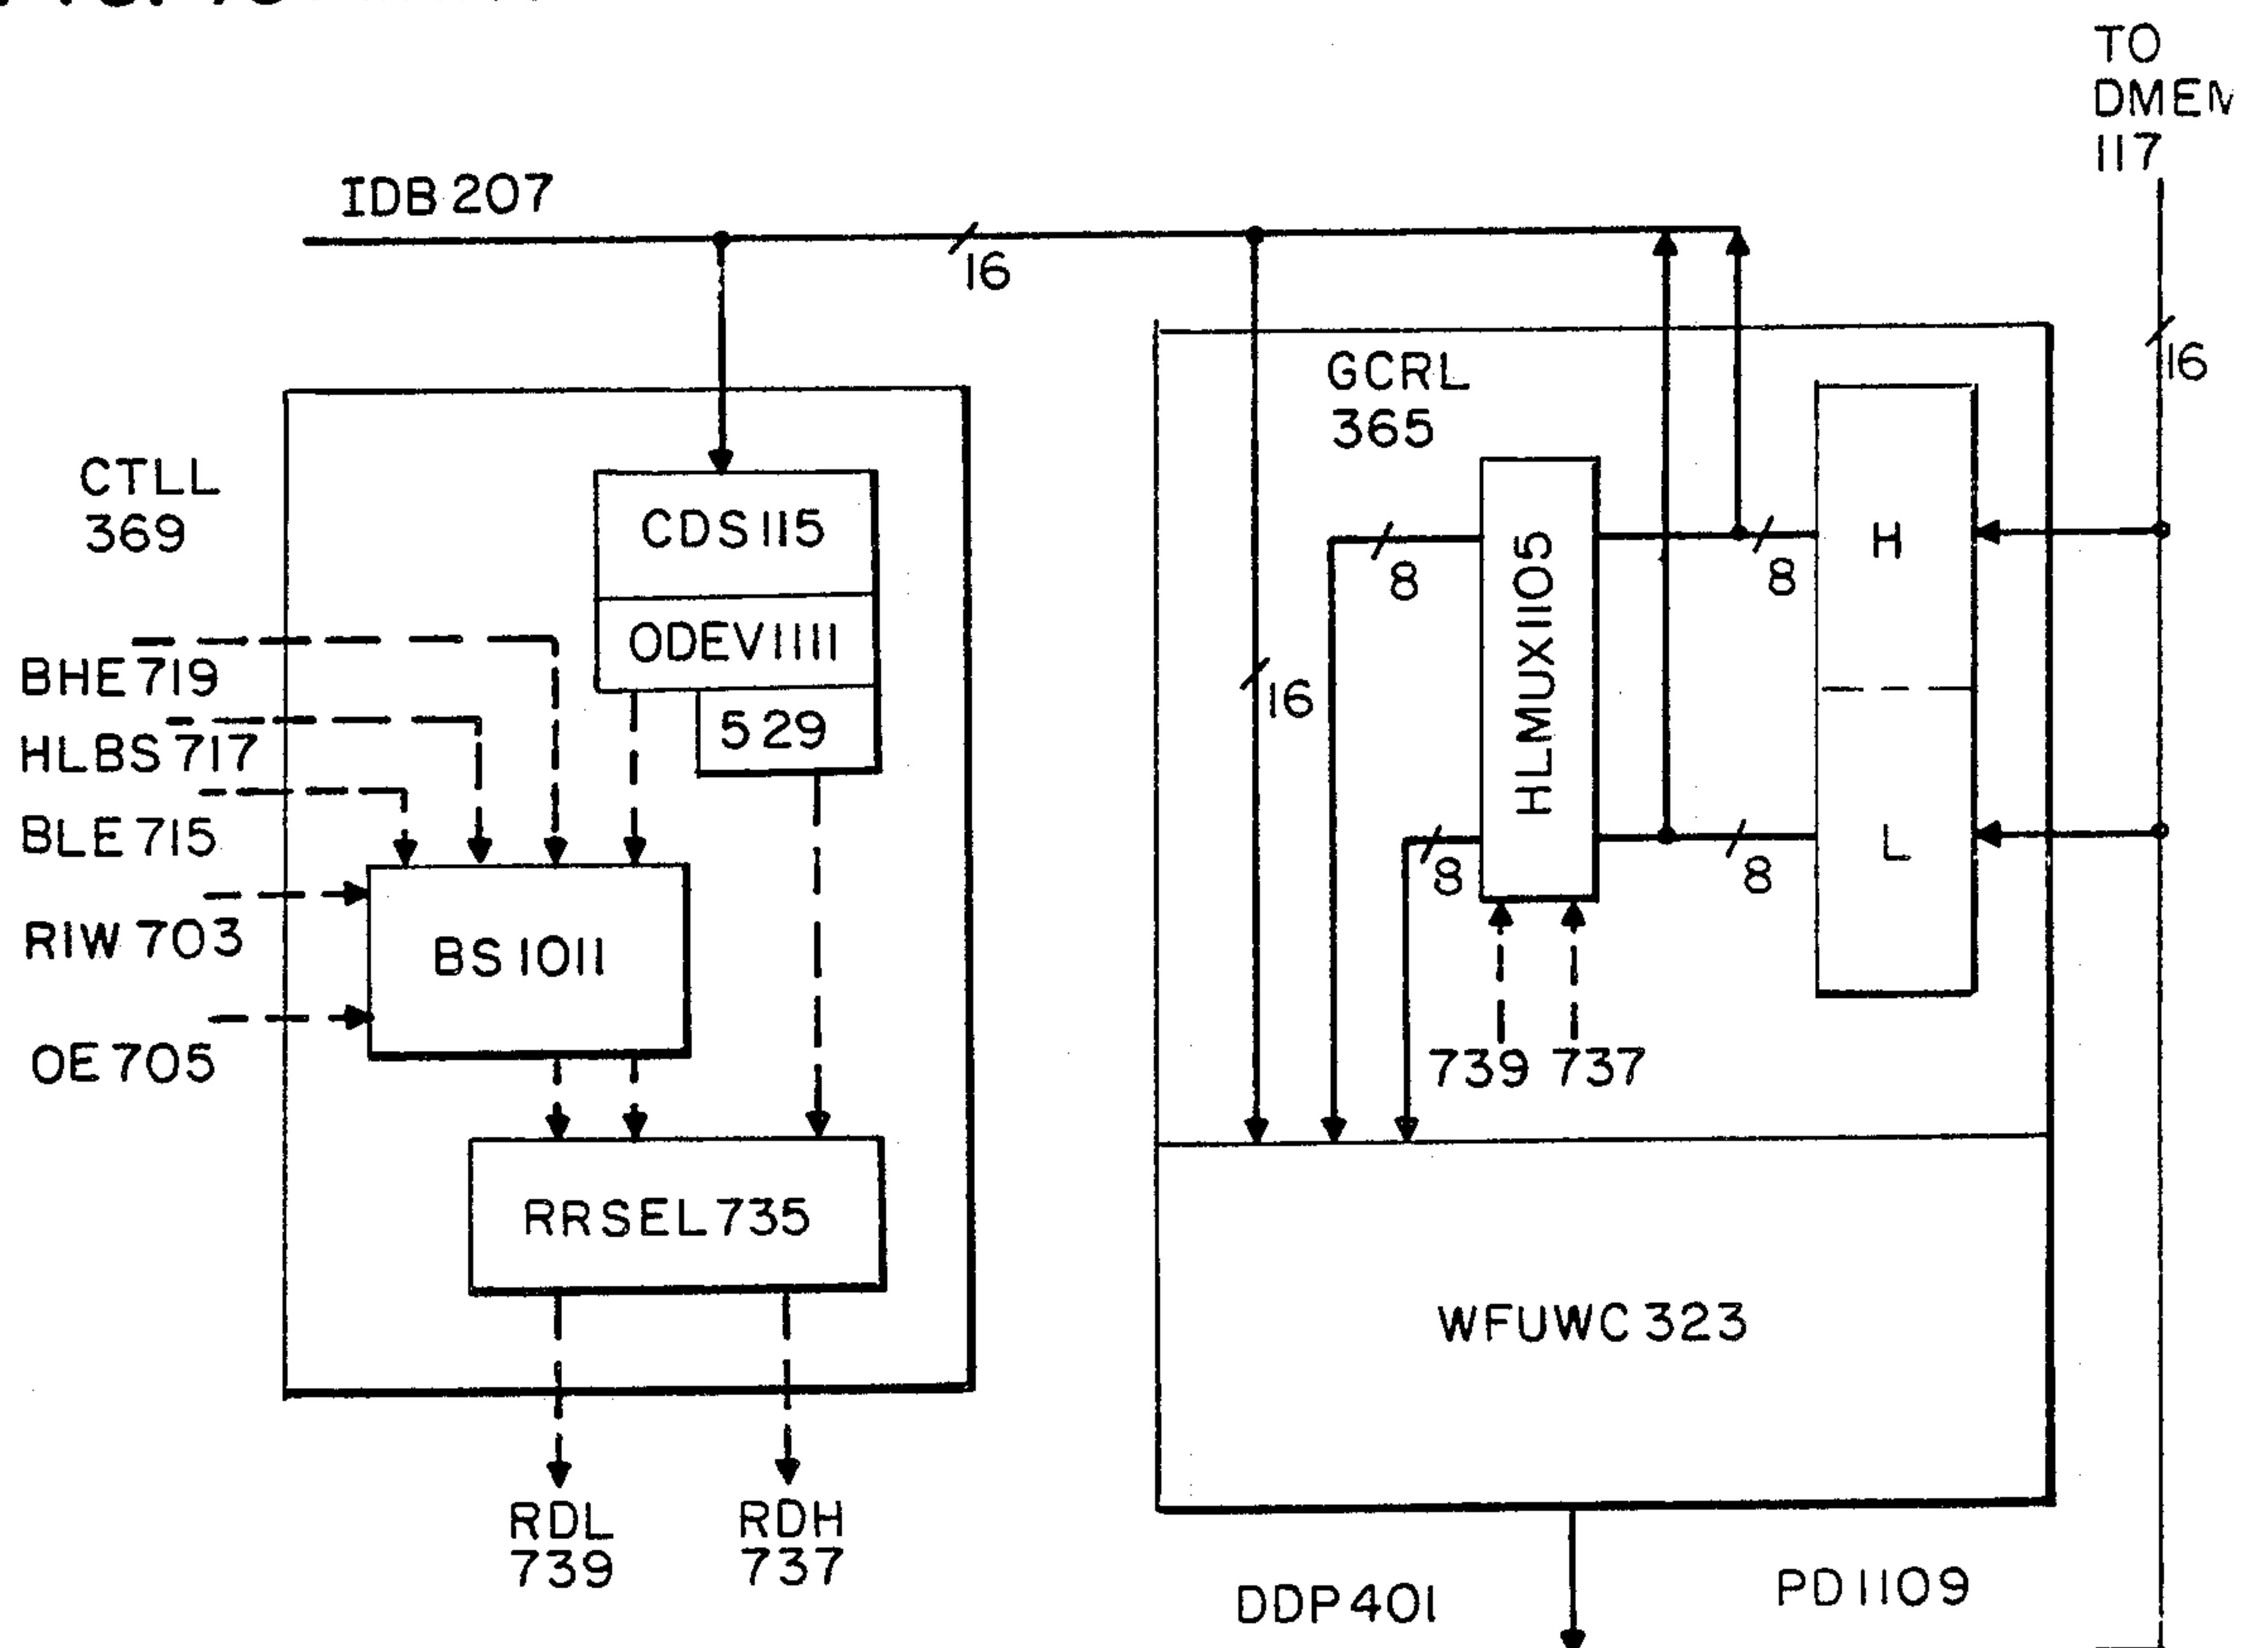 TO
DMEM
117
IDB 207
16
16
GCRL
365
CTLL
369
CDS 115
ODEV 1111
529
BHE 719
HLBS 717
BLE 715
RIW 703
OE 705
BS 1011
RRSEL 735
RDL
739
RDH
737
H
L
8
8
8
8
16
HLMUX 1105
739 737
WFUWC 323
DDP 401
PD 1109